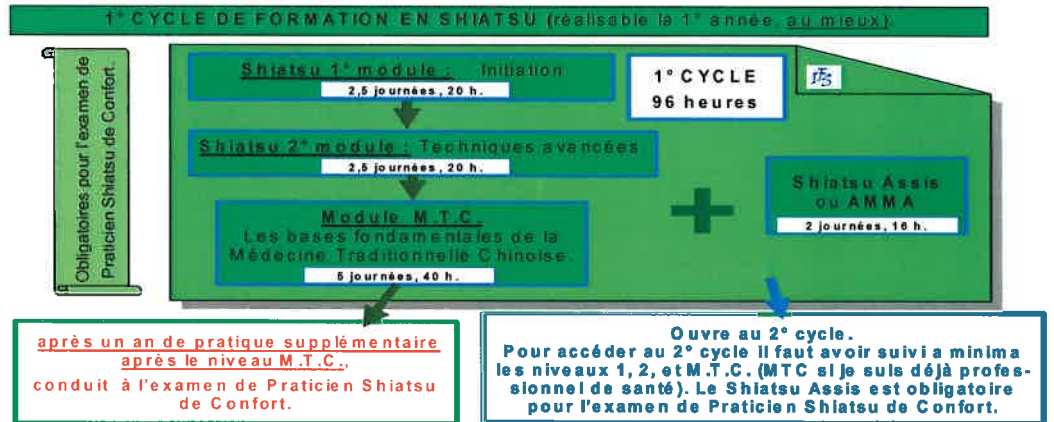 1° CYCLE DE FORMATION EN SHIATSU (réalisable la 1° année, au mieux).
Obligatoires pour l'examen de
Praticien Shiatsu de Confort.
Shiatsu 1° module : Initiation
2,5 journées, 20 h.
1° CYCLE
96 heures
IFS
Shiatsu 2° module : Techniques avancées
2,5 journées, 20 h.
Module M.T.C.
Les bases fondamentales de la
Médecine Traditionnelle Chinoise.
5 journées, 40 h.
+
Shiatsu Assis
ou AMMA
2 journées, 16 h.
après un an de pratique supplémentaire
après le niveau M.T.C.,
conduit à l'examen de Praticien Shiatsu
de Confort.
Ouvre au 2° cycle.
Pour accéder au 2° cycle il faut avoir suivi a minima
les niveaux 1, 2, et M.T.C. (MTC si je suis déjà profes-
sionnel de santé). Le Shiatsu Assis est obligatoire
pour l'examen de Praticien Shiatsu de Confort.